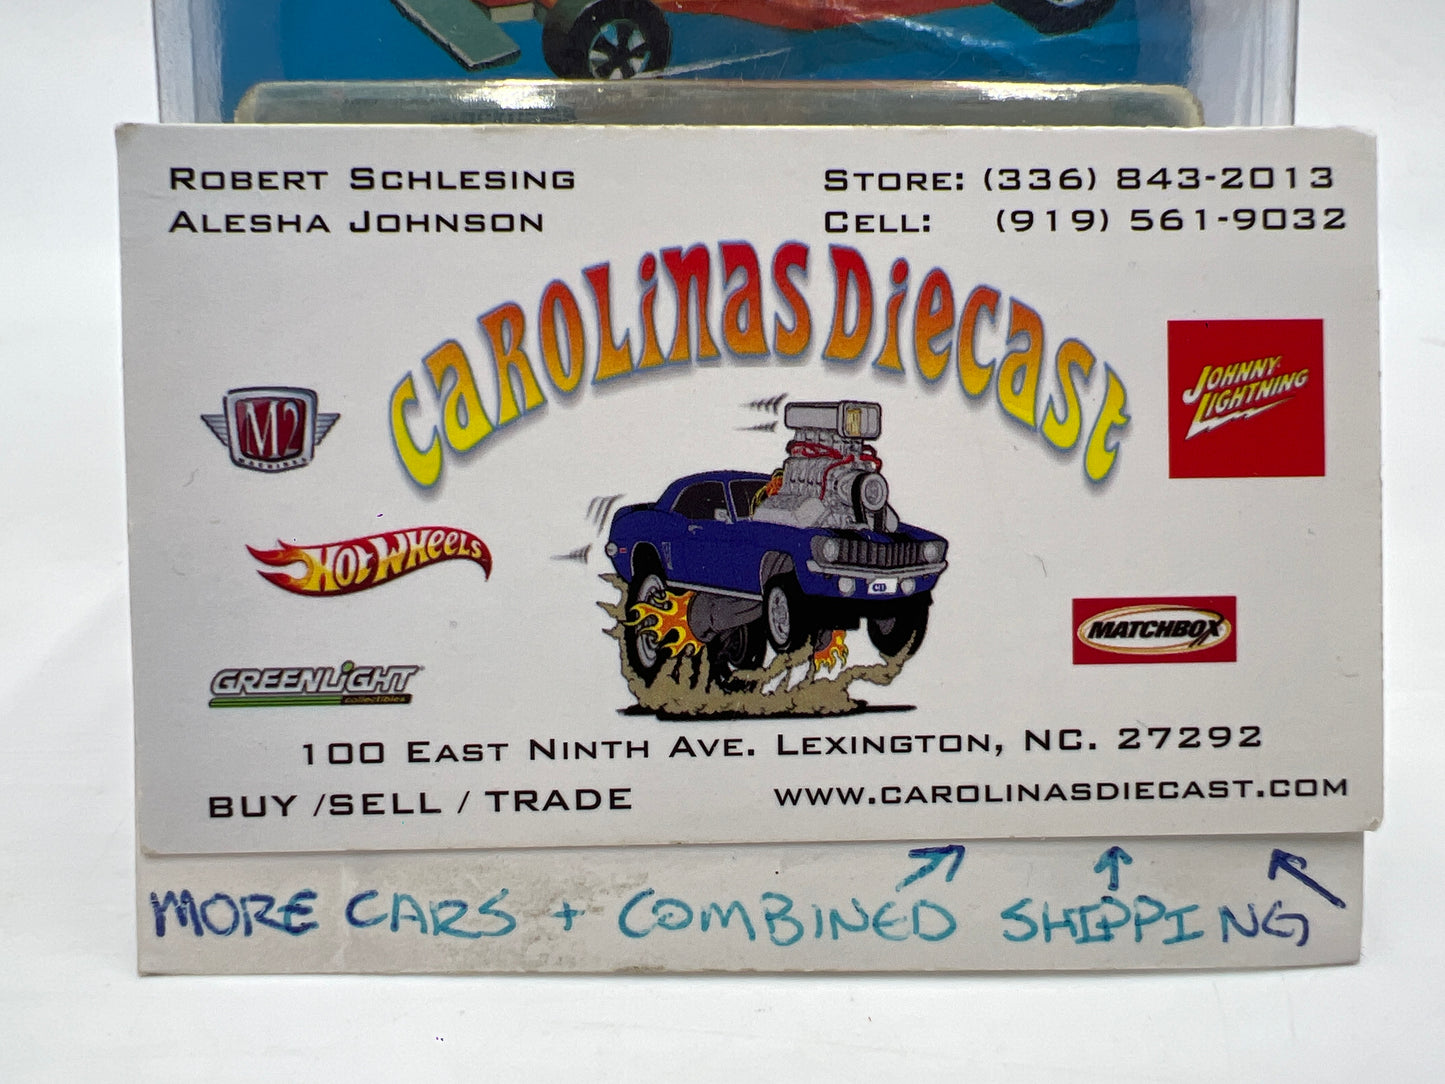 ROBERT SCHLESING
ALESHA JOHNSON
STORE: (336) 843-2013
CELL: (919) 561-9032
CAROLINAS DIECAST
M2
MACHINES
JOHNNY
LIGHTNING
HOT WHEELS
MATCHBOX
GREENLIGHT
collectibles
100 EAST NINTH AVE. LEXINGTON, NC. 27292
BUY /SELL / TRADE
WWW.CAROLINASDIECAST.COM
MORE CARS + COMBINED SHIPPING